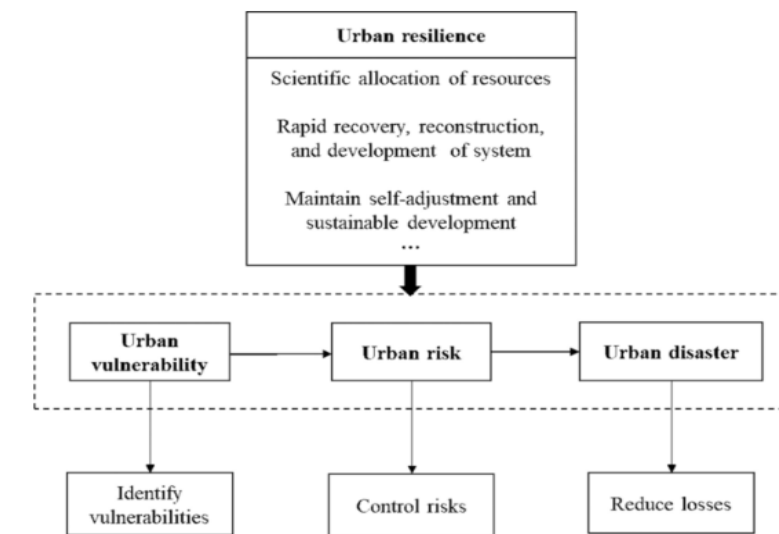 Urban resilience
Scientific allocation of resources
Rapid recovery, reconstruction,
and development of system
Maintain self-adjustment and
sustainable development
...
Urban
vulnerability
Urban risk
Urban disaster
Identify
vulnerabilities
Control risks
Reduce losses